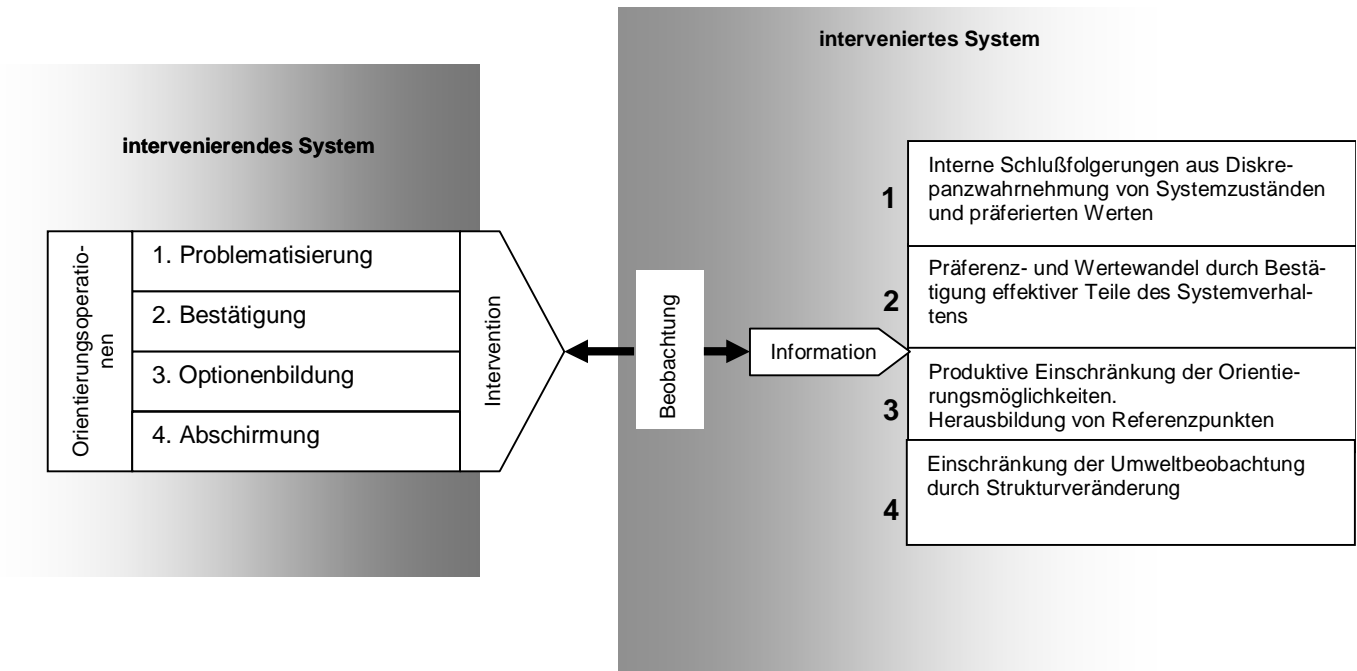 interveniertes System
intervenierendes System
Orientierungsoperatio-
nen
1. Problematisierung
2. Bestätigung
3. Optionenbildung
4. Abschirmung
Intervention
Beobachtung
Information
1
Interne Schlußfolgerungen aus Diskre-
panzwahrnehmung von Systemzuständen
und präferierten Werten
2
Präferenz- und Wertewandel durch Bestä-
tigung effektiver Teile des Systemverhal-
tens
3
Produktive Einschränkung der Orientie-
rungsmöglichkeiten.
Herausbildung von Referenzpunkten
4
Einschränkung der Umweltbeobachtung
durch Strukturveränderung